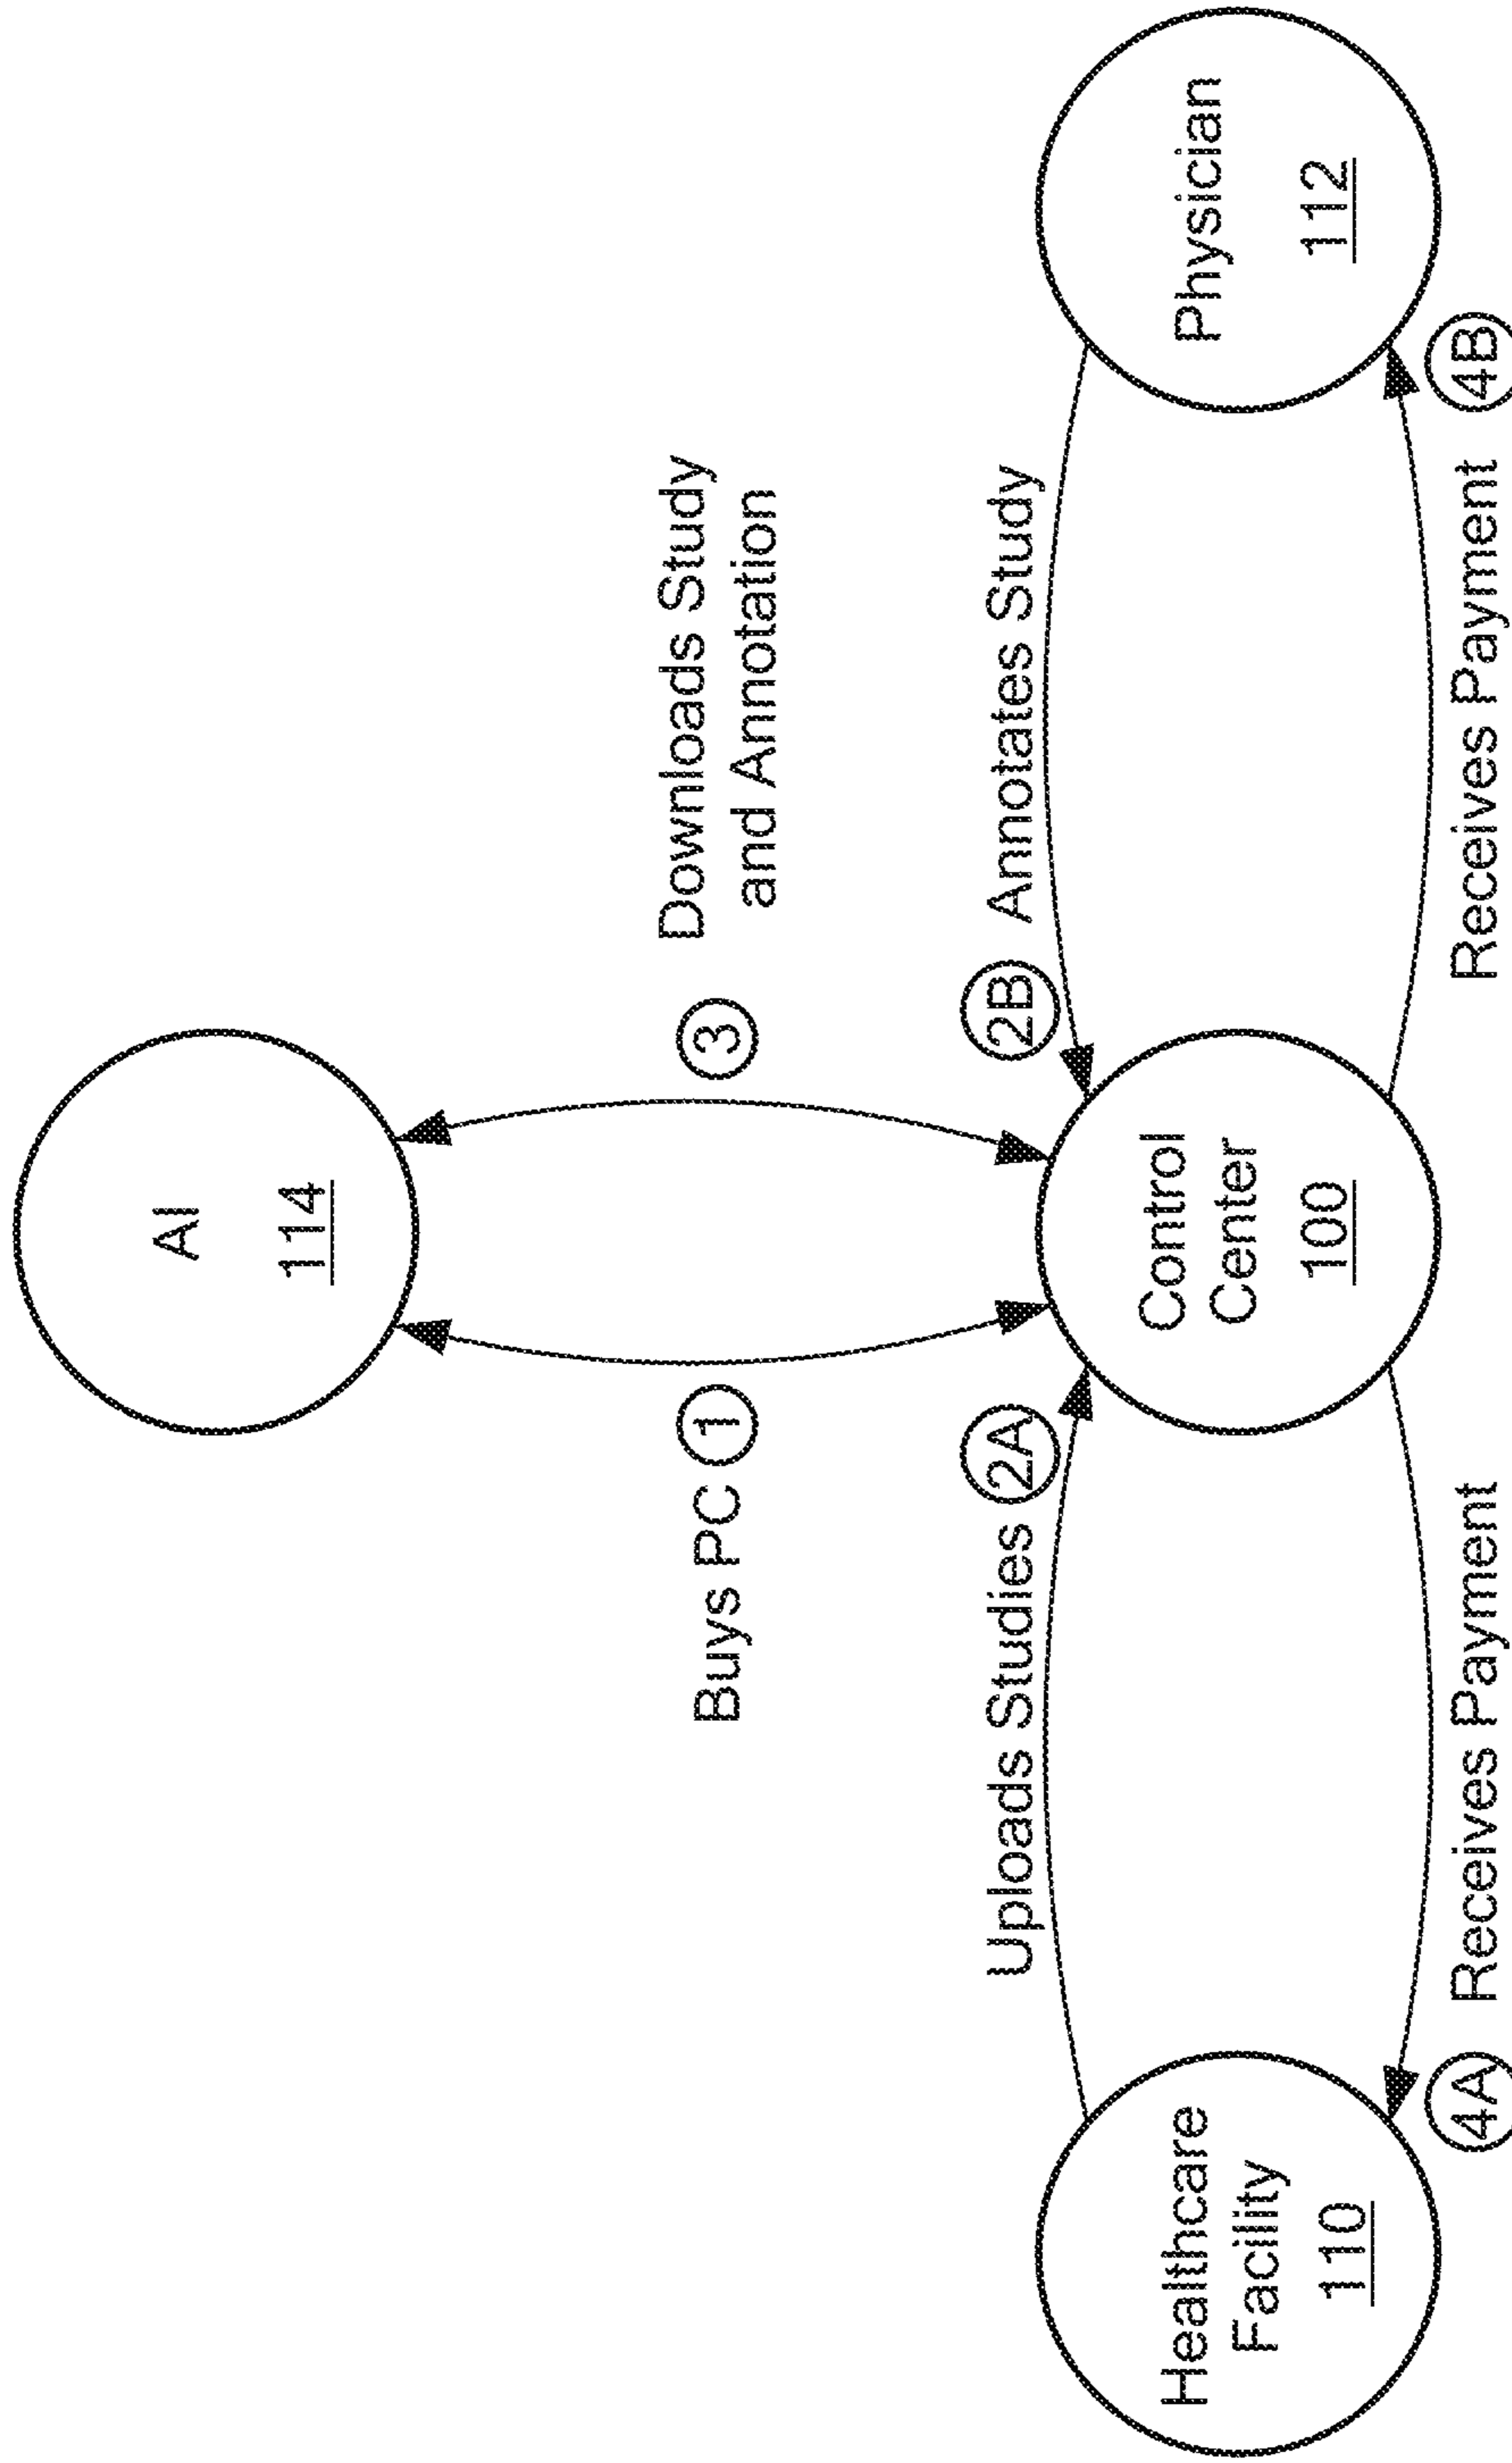 AI
114
Buys PC 1
3 Downloads Study
and Annotation
Uploads Studies 2A
2B Annotates Study
Healthcare
Facility
110
Control
Center
100
Physician
112
4A Receives Payment
Receives Payment 4B